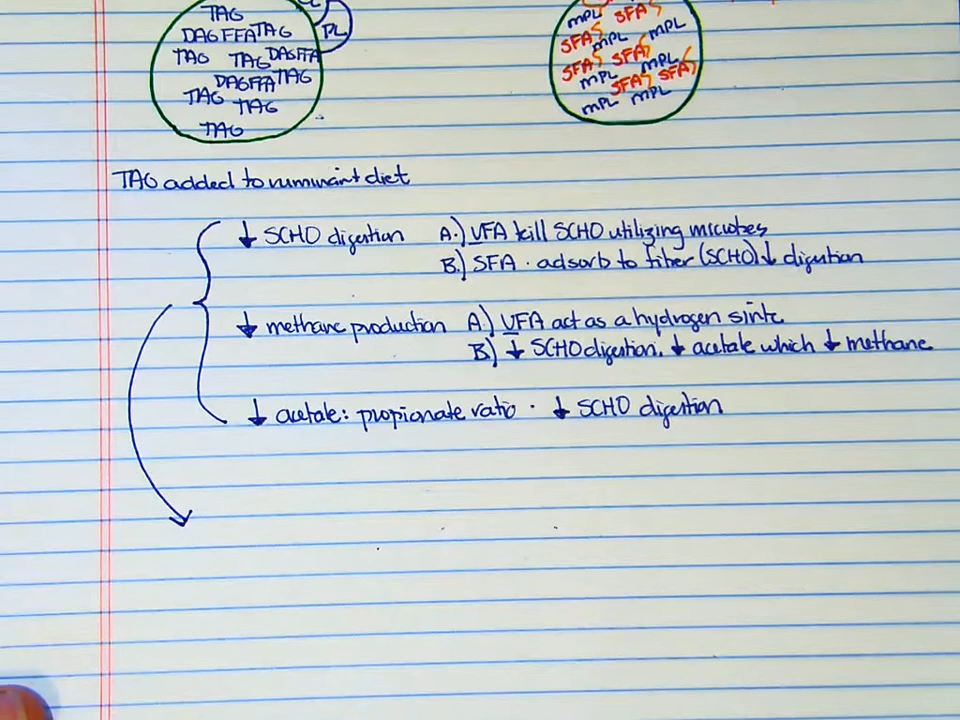 TAG
DAG FFA TAG
PL
TAG TAG DAG FFA
DAG FFA TAG
TAG TAG
TAG
MPL SFA
SFA MPL MPL
SFA SFA MPL
MPL SFA SFA
MPL MPL
TAG added to ruminant diet
↓ SCHO digestion A.) UFA kill SCHO utilizing microbes
B.) SFA · adsorb to fiber (SCHO) ↓ digestion
↓ methane production A.) UFA act as a hydrogen sink
B.) ↓ SCHO digestion, ↓ acetate which ↓ methane
↓ acetate: propionate ratio · ↓ SCHO digestion